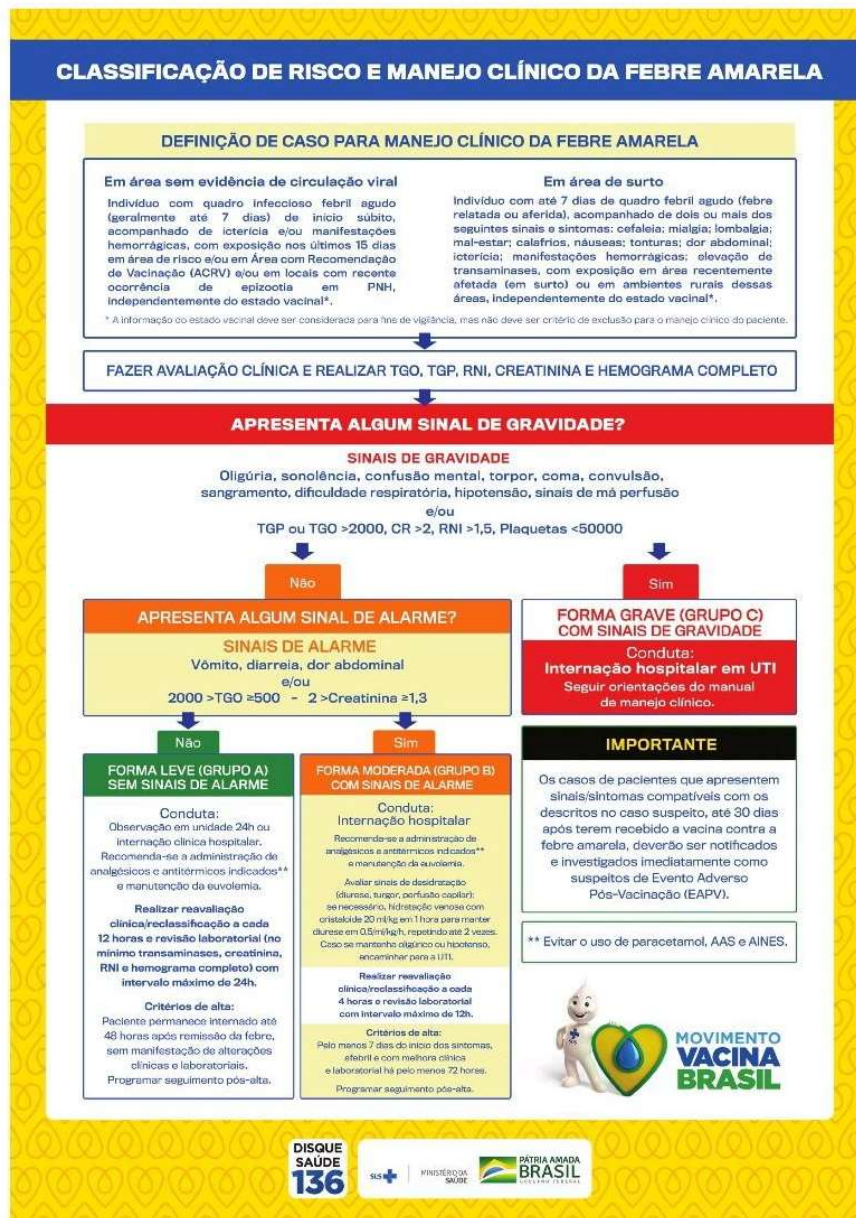 CLASSIFICAÇÃO DE RISCO E MANEJO CLÍNICO DA FEBRE AMARELA
DEFINIÇÃO DE CASO PARA MANEJO CLÍNICO DA FEBRE AMARELA
Em área sem evidência de circulação viral
Indivíduo com quadro infeccioso febril agudo
(geralmente até 7 dias) de início súbito,
acompanhado de icterícia e/ou manifestações
hemorrágicas, com exposição nos últimos 15 dias
em área de risco e/ou em Área com Recomendação
de Vacinação (ACRV) e/ou em locais com recente
ocorrência de epizootia em PNH,
independentemente do estado vacinal*.
Em área de surto
Indivíduo com até 7 dias de quadro febril agudo (febre
relatada ou aferida), acompanhado de dois ou mais dos
seguintes sinais e sintomas: cefaleia; mialgia; lombalgia;
mal-estar; calafrios, náuseas; tonturas; dor abdominal;
icterícia; manifestações hemorrágicas; elevação de
transaminases, com exposição em área recentemente
afetada (em surto) ou em ambientes rurais dessas
áreas, independentemente do estado vacinal*.
* A informação do estado vacinal deve ser considerada para fins de vigilância, mas não deve ser critério de exclusão para o manejo clínico do paciente.
FAZER AVALIAÇÃO CLÍNICA E REALIZAR TGO, TGP, RNI, CREATININA E HEMOGRAMA COMPLETO
APRESENTA ALGUM SINAL DE GRAVIDADE?
SINAIS DE GRAVIDADE
Oligúria, sonolência, confusão mental, torpor, coma, convulsão,
sangramento, dificuldade respiratória, hipotensão, sinais de má perfusão
e/ou
TGP ou TGO >2000, CR >2, RNI >1,5, Plaquetas <50000
Não
APRESENTA ALGUM SINAL DE ALARME?
SINAIS DE ALARME
Vômito, diarreia, dor abdominal
e/ou
2000 >TGO ≥500 - 2 >Creatinina ≥1,3
Sim
FORMA GRAVE (GRUPO C)
COM SINAIS DE GRAVIDADE
Conduta:
Internação hospitalar em UTI
Seguir orientações do manual
de manejo clínico.
Não
FORMA LEVE (GRUPO A)
SEM SINAIS DE ALARME
Conduta:
Observação em unidade 24h ou
internação clínica hospitalar.
Recomenda-se a administração de
analgésicos e antitérmicos indicados**
e manutenção da euvolemia.
Realizar reavaliação
clínica/reclassificação a cada
12 horas e revisão laboratorial (no
mínimo transaminases, creatinina,
RNI e hemograma completo) com
intervalo máximo de 24h.
Critérios de alta:
Paciente permanece internado até
48 horas após remissão da febre,
sem manifestação de alterações
clínicas e laboratoriais.
Programar seguimento pós-alta.
Sim
FORMA MODERADA (GRUPO B)
COM SINAIS DE ALARME
Conduta:
Internação hospitalar
Recomenda-se a administração de
analgésicos e antitérmicos indicados**
e manutenção da euvolemia.
Avaliar sinais de desidratação
(diurese, turgor, perfusão capilar):
se necessário, hidratação venosa com
cristaloide 20 ml/kg em 1 hora para manter
diurese em 0,5/ml/kg/h, repetindo até 2 vezes.
Caso se mantenha oligúrico ou hipotenso,
encaminhar para a UTI.
Realizar reavaliação
clínica/reclassificação a cada
4 horas e revisão laboratorial
com intervalo máximo de 12h.
Critérios de alta:
Pelo menos 7 dias do início dos sintomas,
afebril e com melhora clínica
e laboratorial há pelo menos 72 horas.
Programar seguimento pós-alta.
IMPORTANTE
Os casos de pacientes que apresentem
sinais/sintomas compatíveis com os
descritos no caso suspeito, até 30 dias
após terem recebido a vacina contra a
febre amarela, deverão ser notificados
e investigados imediatamente como
suspeitos de Evento Adverso
Pós-Vacinação (EAPV).
** Evitar o uso de paracetamol, AAS e AINES.
MOVIMENTO
VACINA
BRASIL
DISQUE
SAÚDE
136
SUS
MINISTÉRIO DA
SAÚDE
PÁTRIA AMADA
BRASIL
GOVERNO FEDERAL